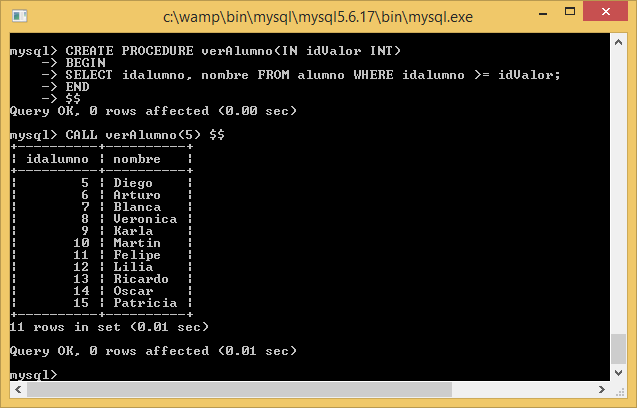 c:\wamp\bin\mysql\mysql5.6.17\bin\mysql.exe
mysql> CREATE PROCEDURE verAlumno(IN idValor INT)
    -> BEGIN
    -> SELECT idalumno, nombre FROM alumno WHERE idalumno >= idValor;
    -> END
    -> $$
Query OK, 0 rows affected (0.00 sec)
mysql> CALL verAlumno(5) $$
+----------+-----------+
¦ idalumno ¦ nombre    ¦
+----------+-----------+
¦        5 ¦ Diego     ¦
¦        6 ¦ Arturo    ¦
¦        7 ¦ Blanca    ¦
¦        8 ¦ Veronica  ¦
¦        9 ¦ Karla     ¦
¦       10 ¦ Martin    ¦
¦       11 ¦ Felipe    ¦
¦       12 ¦ Lilia     ¦
¦       13 ¦ Ricardo   ¦
¦       14 ¦ Oscar     ¦
¦       15 ¦ Patricia  ¦
+----------+-----------+
11 rows in set (0.01 sec)
Query OK, 0 rows affected (0.01 sec)
mysql>